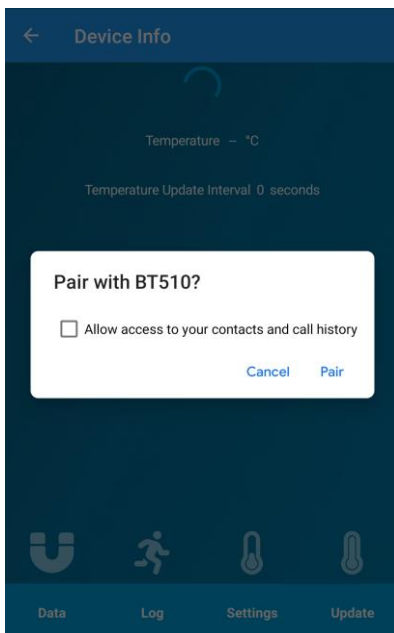 Device Info
Temperature -- °C
Temperature Update Interval 0 seconds
Pair with BT510?
Allow access to your contacts and call history
Cancel Pair
Data Log Settings Update